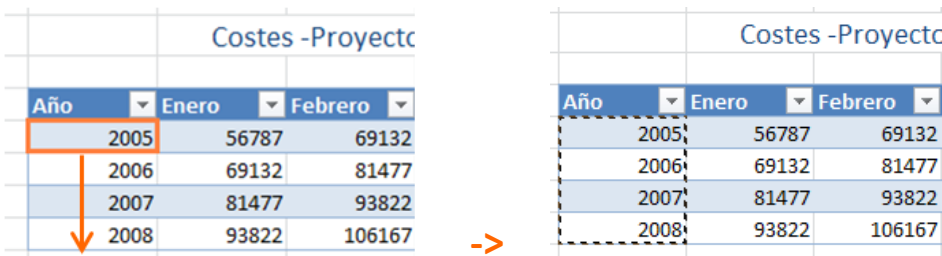 Costes -Proyecto
Año Enero Febrero
2005 56787 69132
2006 69132 81477
2007 81477 93822
2008 93822 106167
->
Costes -Proyecto
Año Enero Febrero
2005 56787 69132
2006 69132 81477
2007 81477 93822
2008 93822 106167